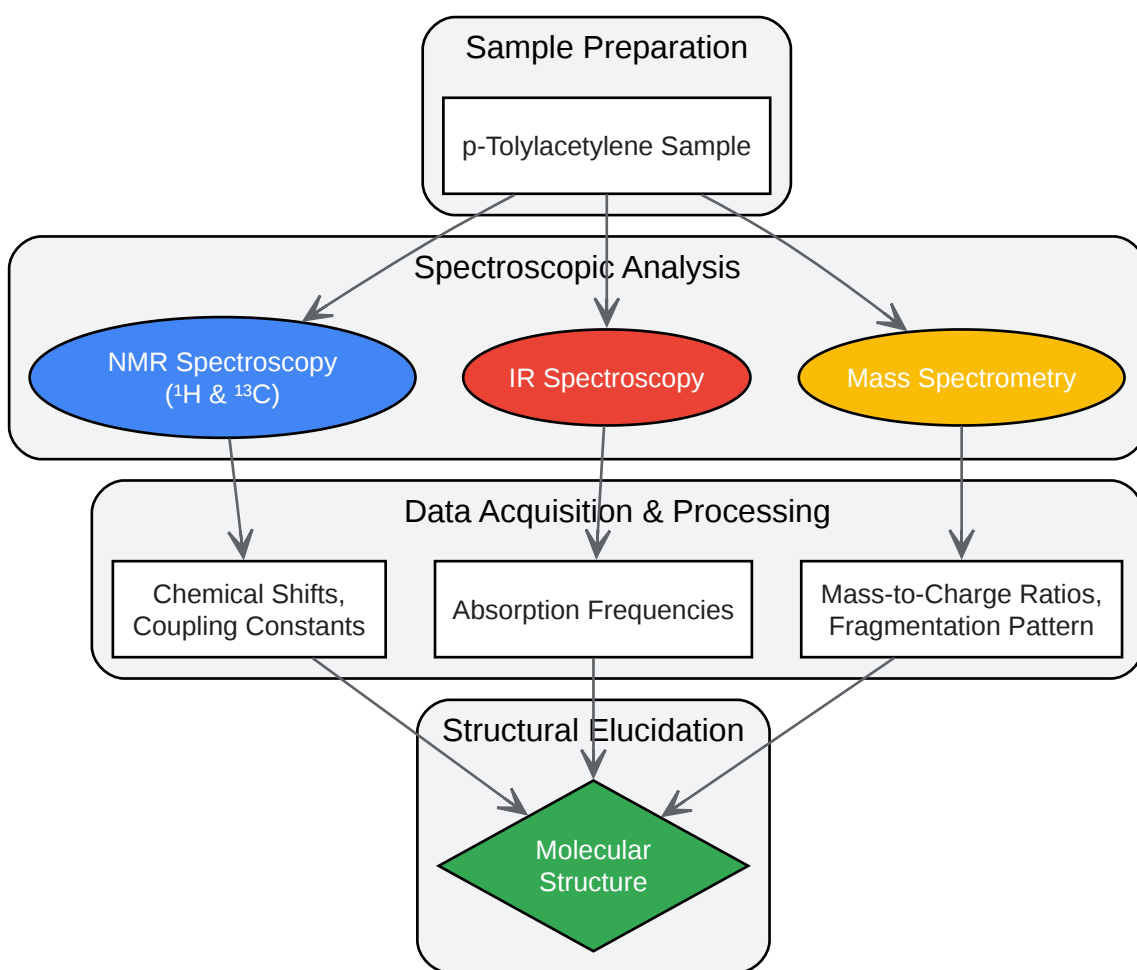 Sample Preparation
p-Tolylacetylene Sample
Spectroscopic Analysis
NMR Spectroscopy
(¹H & ¹³C)
IR Spectroscopy
Mass Spectrometry
Data Acquisition & Processing
Chemical Shifts,
Coupling Constants
Absorption Frequencies
Mass-to-Charge Ratios,
Fragmentation Pattern
Structural Elucidation
Molecular
Structure